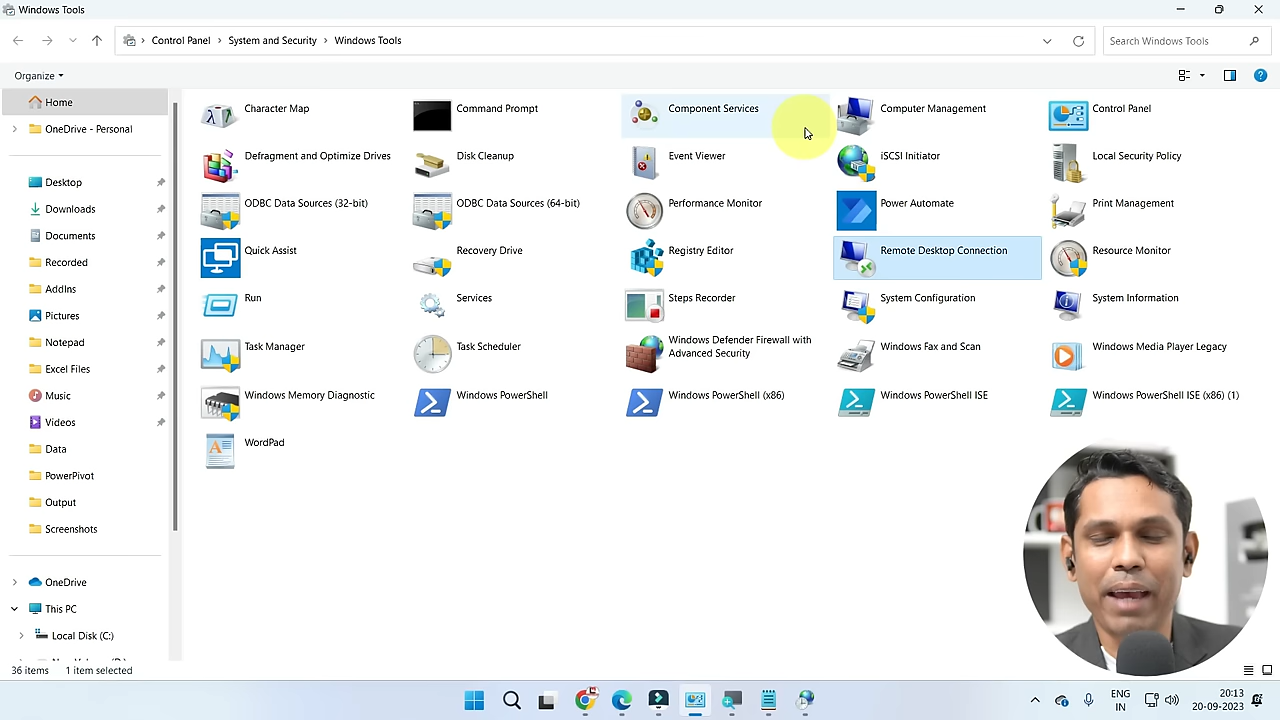 Windows Tools
Control Panel
System and Security
Windows Tools
Search Windows Tools
Organize
Home
OneDrive - Personal
Desktop
Downloads
Documents
Recorded
AddIns
Pictures
Notepad
Excel Files
Music
Videos
Data
PowerPivot
Output
Screenshots
OneDrive
This PC
Local Disk (C:)
Character Map
Command Prompt
Component Services
Computer Management
Control Panel
Defragment and Optimize Drives
Disk Cleanup
Event Viewer
iSCSI Initiator
Local Security Policy
ODBC Data Sources (32-bit)
ODBC Data Sources (64-bit)
Performance Monitor
Power Automate
Print Management
Quick Assist
Recovery Drive
Registry Editor
Remote Desktop Connection
Resource Monitor
Run
Services
Steps Recorder
System Configuration
System Information
Task Manager
Task Scheduler
Windows Defender Firewall with
Advanced Security
Windows Fax and Scan
Windows Media Player Legacy
Windows Memory Diagnostic
Windows PowerShell
Windows PowerShell (x86)
Windows PowerShell ISE
Windows PowerShell ISE (x86) (1)
WordPad
36 items
1 item selected
ENG
IN
20:13
20-09-2023